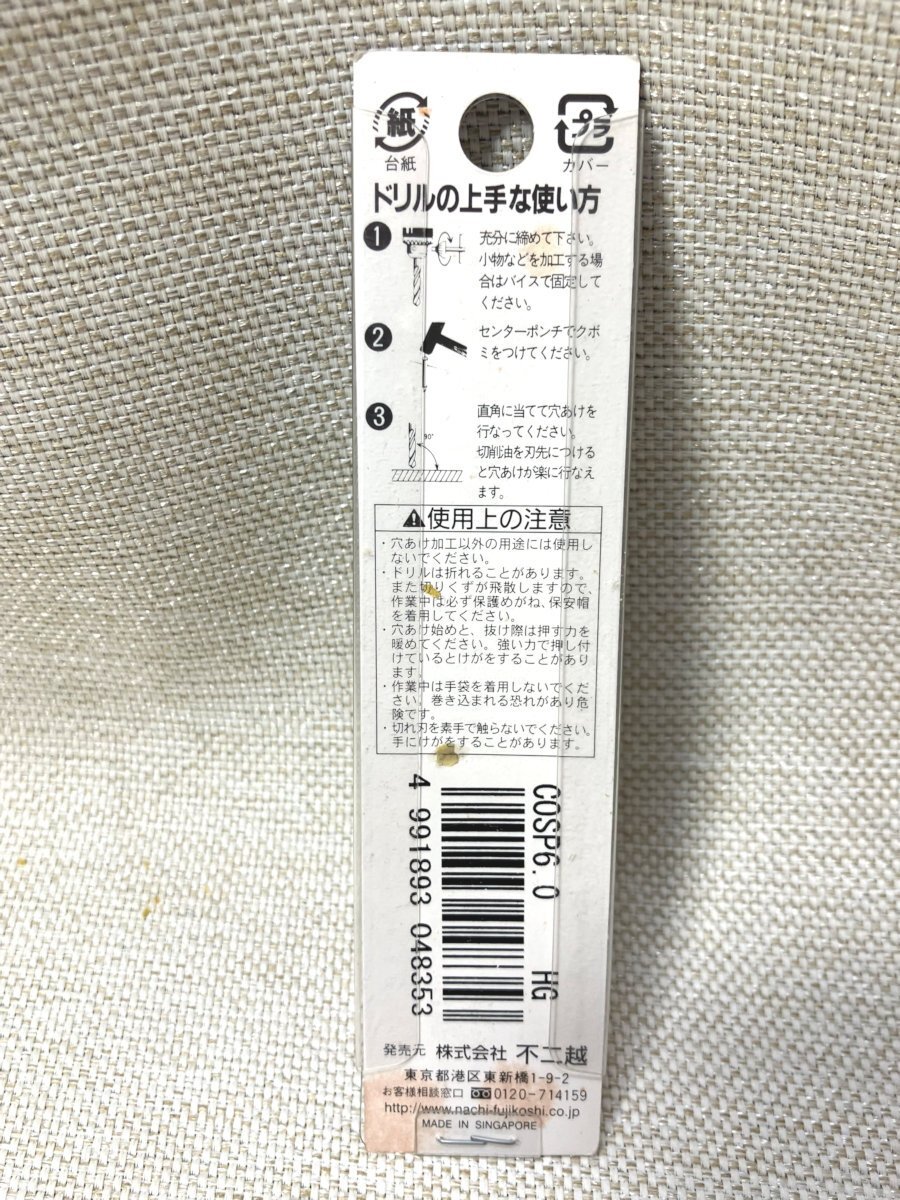 紙 プラ
台紙 カバー
ドリルの上手な使い方
1 充分に締めて下さい。
小物などを加工する場
合はバイスで固定して
ください。
2 センターポンチでクボ
ミをつけてください。
3 直角に当てて穴あけを
行なってください。
切削油を刃先につける
と穴あけが楽に行なえ
ます。
90°
⚠使用上の注意
・穴あけ加工以外の用途には使用し
ないでください。
・ドリルは折れることがあります。
また切りくずが飛散しますので、
作業中は必ず保護めがね、保安帽
を着用してください。
・穴あけ始めと、抜け際は押す力を
暖めてください。強い力で押し付
けているとけがをすることがあり
ます。
・作業中は手袋を着用しないでくだ
さい。巻き込まれる恐れがあり危
険です。
・切れ刃を素手で触らないでください。
手にけがをすることがあります。
COSP6.0 HG
4 991893 048353
発売元 株式会社 不二越
東京都港区東新橋1-9-2
お客様相談窓口 0120-714159
http://www.nachi-fujikoshi.co.jp
MADE IN SINGAPORE